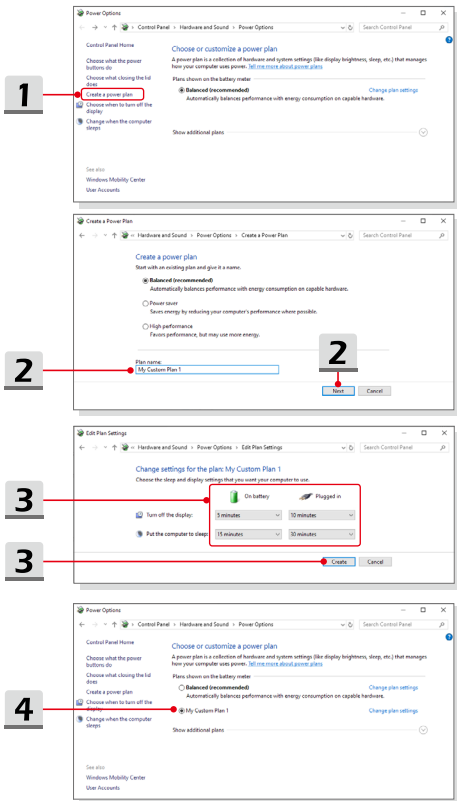 Power Options
Control Panel › Hardware and Sound › Power Options
Search Control Panel
Control Panel Home
Choose what the power
buttons do
Choose what closing the lid
does
Create a power plan
Choose when to turn off the
display
Change when the computer
sleeps
See also
Windows Mobility Center
User Accounts
Choose or customize a power plan
A power plan is a collection of hardware and system settings (like display brightness, sleep, etc.) that manages
how your computer uses power. Tell me more about power plans
Plans shown on the battery meter
Balanced (recommended) Change plan settings
Automatically balances performance with energy consumption on capable hardware.
Show additional plans
1
Create a Power Plan
« Hardware and Sound › Power Options › Create a Power Plan
Search Control Panel
Create a power plan
Start with an existing plan and give it a name.
Balanced (recommended)
Automatically balances performance with energy consumption on capable hardware.
Power saver
Saves energy by reducing your computer's performance where possible.
High performance
Favors performance, but may use more energy.
Plan name:
My Custom Plan 1
2
2
Next Cancel
Edit Plan Settings
« Hardware and Sound › Power Options › Edit Plan Settings
Search Control Panel
Change settings for the plan: My Custom Plan 1
Choose the sleep and display settings that you want your computer to use.
On battery Plugged in
Turn off the display: 5 minutes 10 minutes
Put the computer to sleep: 15 minutes 30 minutes
3
3
Create Cancel
Power Options
Control Panel › Hardware and Sound › Power Options
Search Control Panel
Control Panel Home
Choose what the power
buttons do
Choose what closing the lid
does
Create a power plan
Choose when to turn off the
display
Change when the computer
sleeps
See also
Windows Mobility Center
User Accounts
Choose or customize a power plan
A power plan is a collection of hardware and system settings (like display brightness, sleep, etc.) that manages
how your computer uses power. Tell me more about power plans
Plans shown on the battery meter
Balanced (recommended) Change plan settings
Automatically balances performance with energy consumption on capable hardware.
My Custom Plan 1 Change plan settings
Show additional plans
4